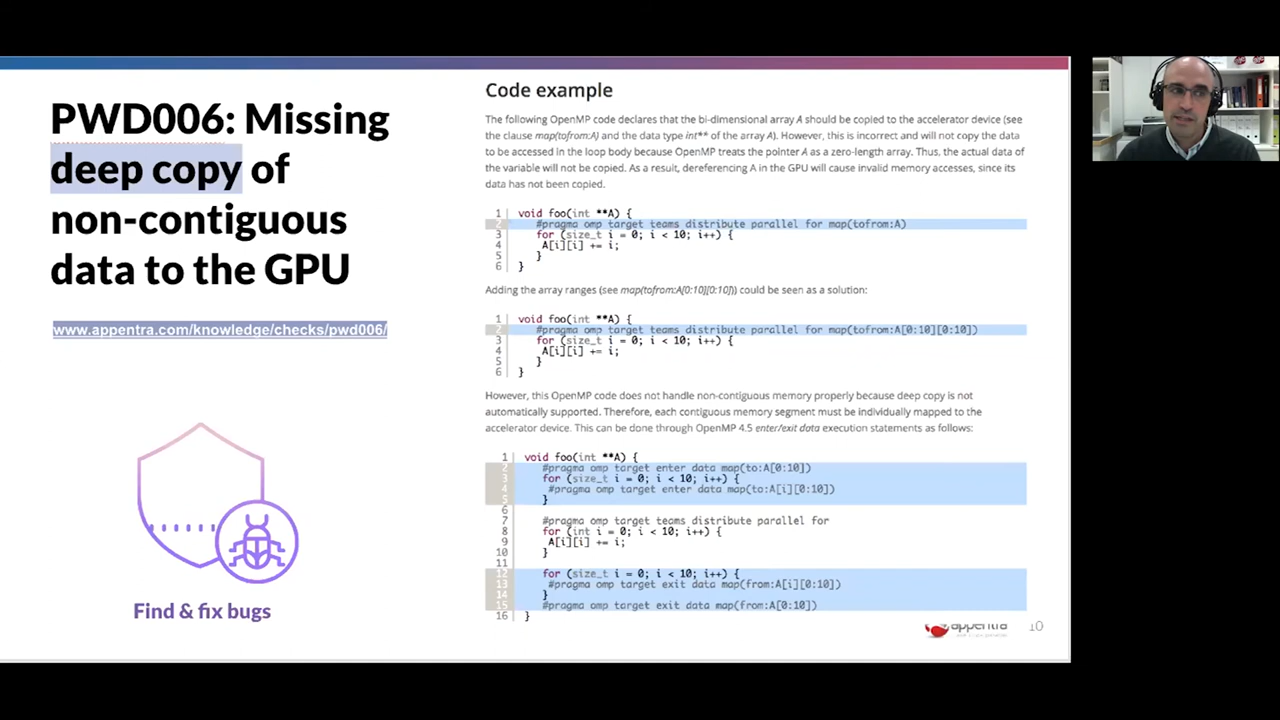 PWD006: Missing
deep copy of
non-contiguous
data to the GPU
www.appentra.com/knowledge/checks/pwd006/
Find & fix bugs
Code example
The following OpenMP code declares that the bi-dimensional array A should be copied to the accelerator device (see
the clause map(tofrom:A) and the data type int** of the array A). However, this is incorrect and will not copy the data
to be accessed in the loop body because OpenMP treats the pointer A as a zero-length array. Thus, the actual data of
the variable will not be copied. As a result, dereferencing A in the GPU will cause invalid memory accesses, since its
data has not been copied.
1 void foo(int **A) {
2 #pragma omp target teams distribute parallel for map(tofrom:A)
3 for (size_t i = 0; i < 10; i++) {
4 A[i][i] += i;
5 }
6 }
Adding the array ranges (see map(tofrom:A[0:10][0:10]) could be seen as a solution:
1 void foo(int **A) {
2 #pragma omp target teams distribute parallel for map(tofrom:A[0:10][0:10])
3 for (size_t i = 0; i < 10; i++) {
4 A[i][i] += i;
5 }
6 }
However, this OpenMP code does not handle non-contiguous memory properly because deep copy is not
automatically supported. Therefore, each contiguous memory segment must be individually mapped to the
accelerator device. This can be done through OpenMP 4.5 enter/exit data execution statements as follows:
1 void foo(int **A) {
2 #pragma omp target enter data map(to:A[0:10])
3 for (size_t i = 0; i < 10; i++) {
4 #pragma omp target enter data map(to:A[i][0:10])
5 }
6
7 #pragma omp target teams distribute parallel for
8 for (int i = 0; i < 10; i++) {
9 A[i][i] += i;
10 }
11
12 for (size_t i = 0; i < 10; i++) {
13 #pragma omp target exit data map(from:A[i][0:10])
14 }
15 #pragma omp target exit data map(from:A[0:10])
16 }
appentra
10